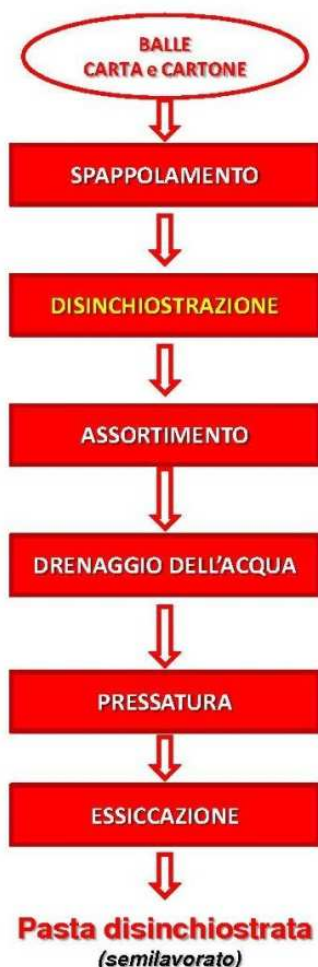 BALLE
CARTA e CARTONE
SPAPPOLAMENTO
DISINCHIOSTRAZIONE
ASSORTIMENTO
DRENAGGIO DELL'ACQUA
PRESSATURA
ESSICCAZIONE
Pasta disinchiostrata
(semilavorato)